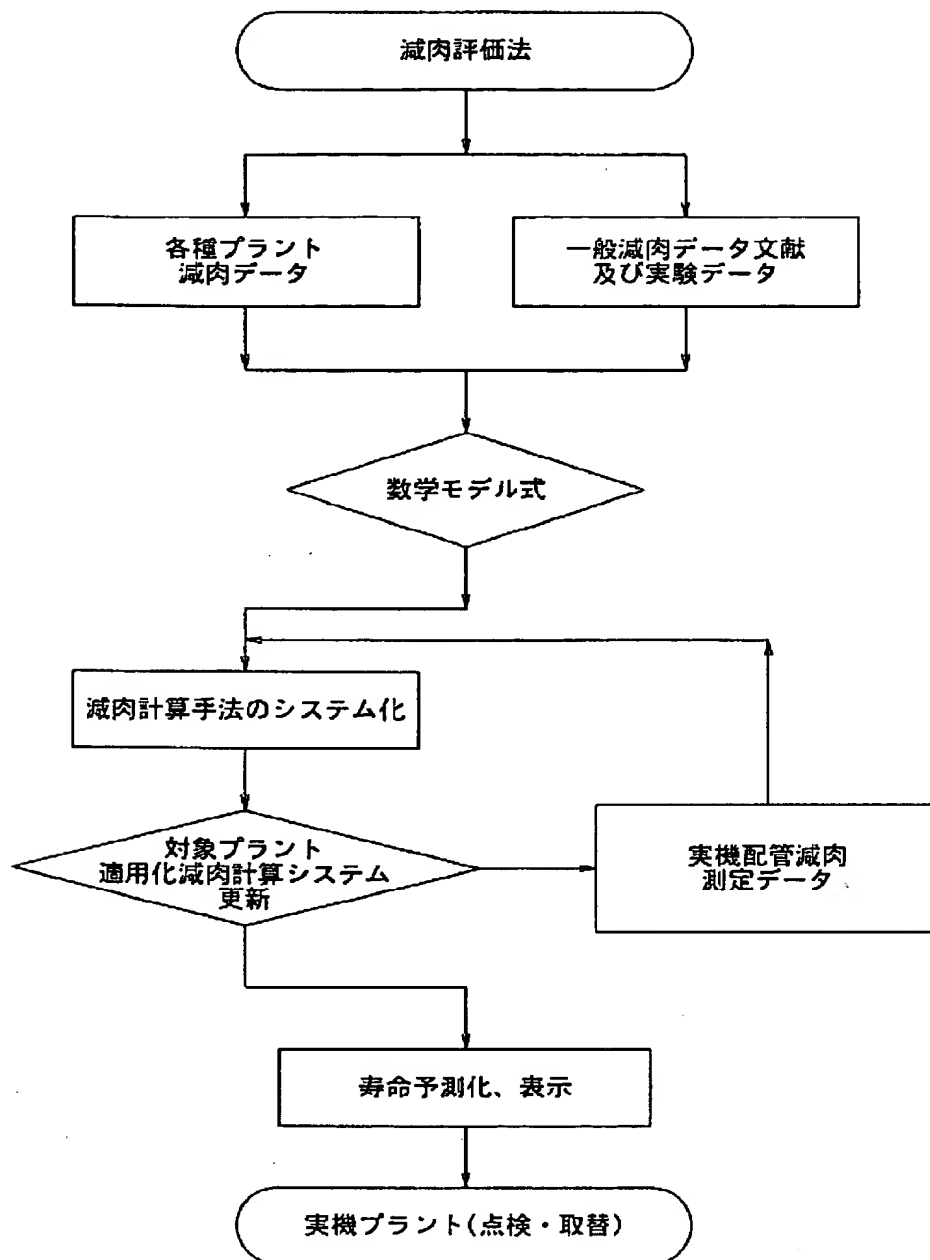 減肉評価法
各種プラント
減肉データ
一般減肉データ文献
及び実験データ
数学モデル式
減肉計算手法のシステム化
対象プラント
適用化減肉計算システム
更新
実機配管減肉
測定データ
寿命予測化、表示
実機プラント(点検・取替)